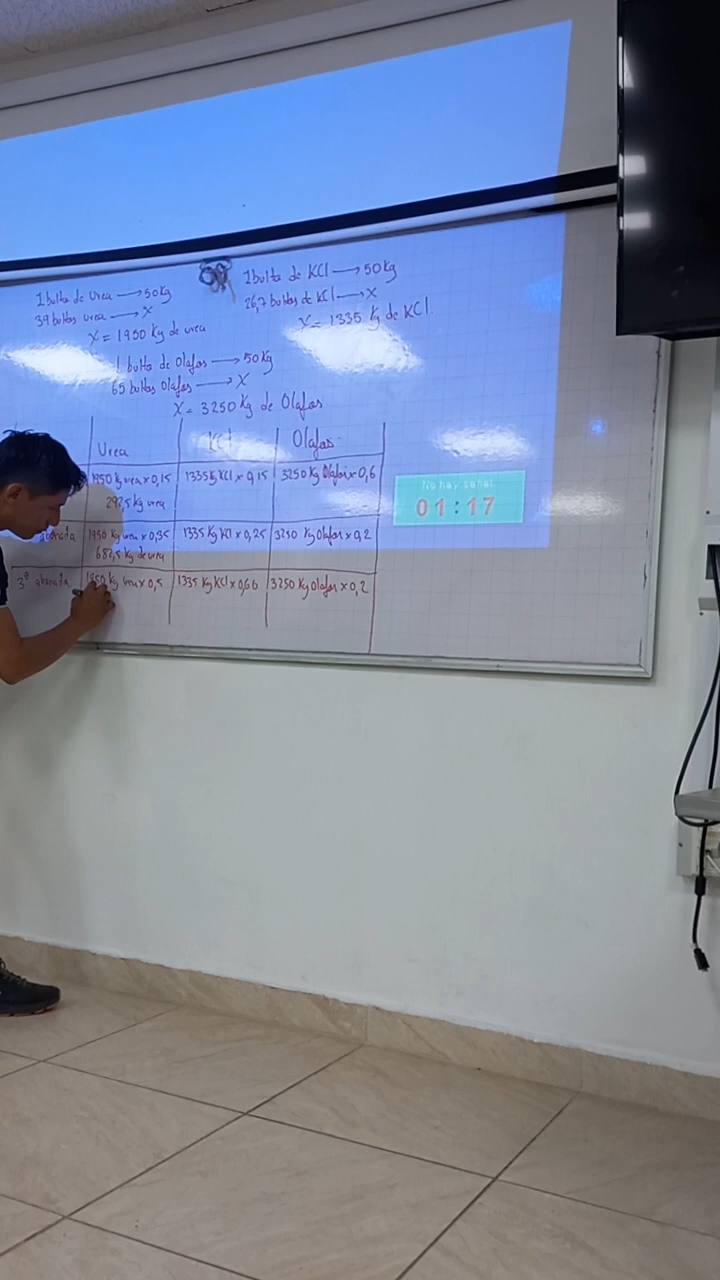 1 bulto de Urea → 50 kg
39 bultos urea → X
X = 1950 kg de urea
1 bulto de KCl → 50 kg
26,7 bultos de KCl → X
X = 1335 kg de KCl.
1 bulto de Olafos → 50 kg
65 bultos Olafos → X
X = 3250 kg de Olafos
Urea KCl Olafos
1950 kg urea x 0,15 1335 kg KCl x 0,15 3250 kg Olafos x 0,6
292,5 kg urea
abonada 1950 kg urea x 0,35 1335 kg KCl x 0,25 3250 kg Olafos x 0,2
682,5 kg de urea
3ª abonada 1950 kg urea x 0,5 1335 kg KCl x 0,60 3250 kg Olafos x 0,2
No hay señal
01:17